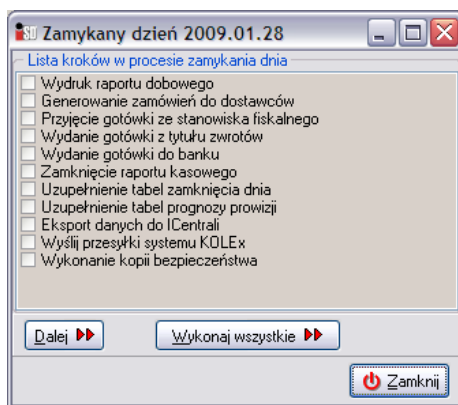 Zamykany dzień 2009.01.28
Lista kroków w procesie zamykania dnia
Wydruk raportu dobowego
Generowanie zamówień do dostawców
Przyjęcie gotówki ze stanowiska fiskalnego
Wydanie gotówki z tytułu zwrotów
Wydanie gotówki do banku
Zamknięcie raportu kasowego
Uzupełnienie tabel zamknięcia dnia
Uzupełnienie tabel prognozy prowizji
Eksport danych do ICentrali
Wyślij przesyłki systemu KOLEx
Wykonanie kopii bezpieczeństwa
Dalej Wykonaj wszystkie
Zamknij